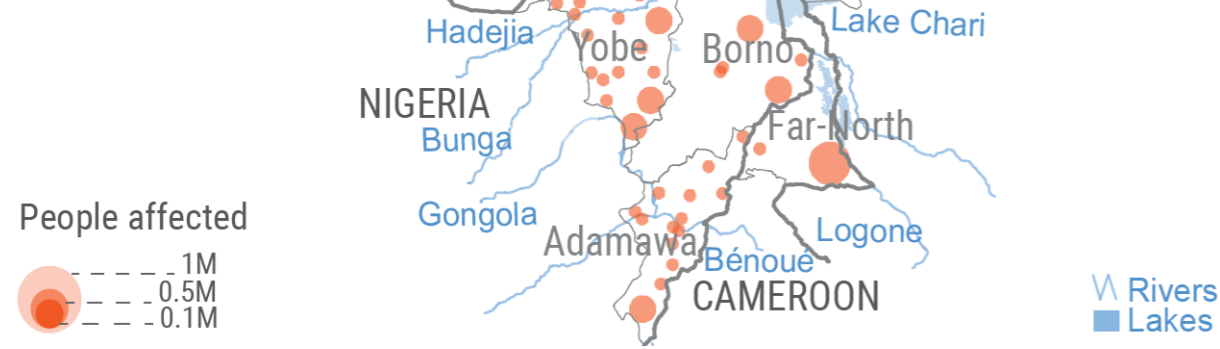 Hadjia
Lake Chari
Yobe
Borno
NIGERIA
Far-North
Bunga
Gongola
People affected
Logone
Adamawa
Bénoué
1M
0.5M
0.1M
CAMEROON
Rivers
Lakes